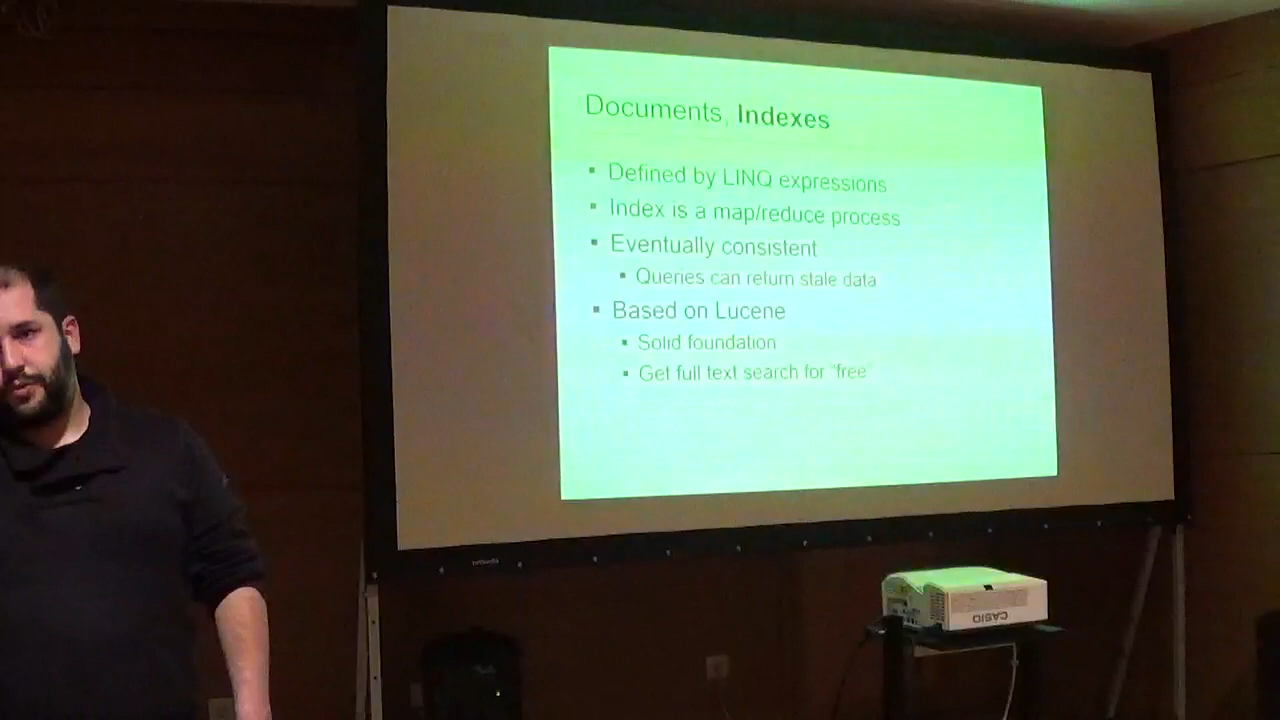 Documents, Indexes
Defined by LINQ expressions
Index is a map/reduce process
Eventually consistent
Queries can return stale data
Based on Lucene
Solid foundation
Get full text search for "free"
CASIO